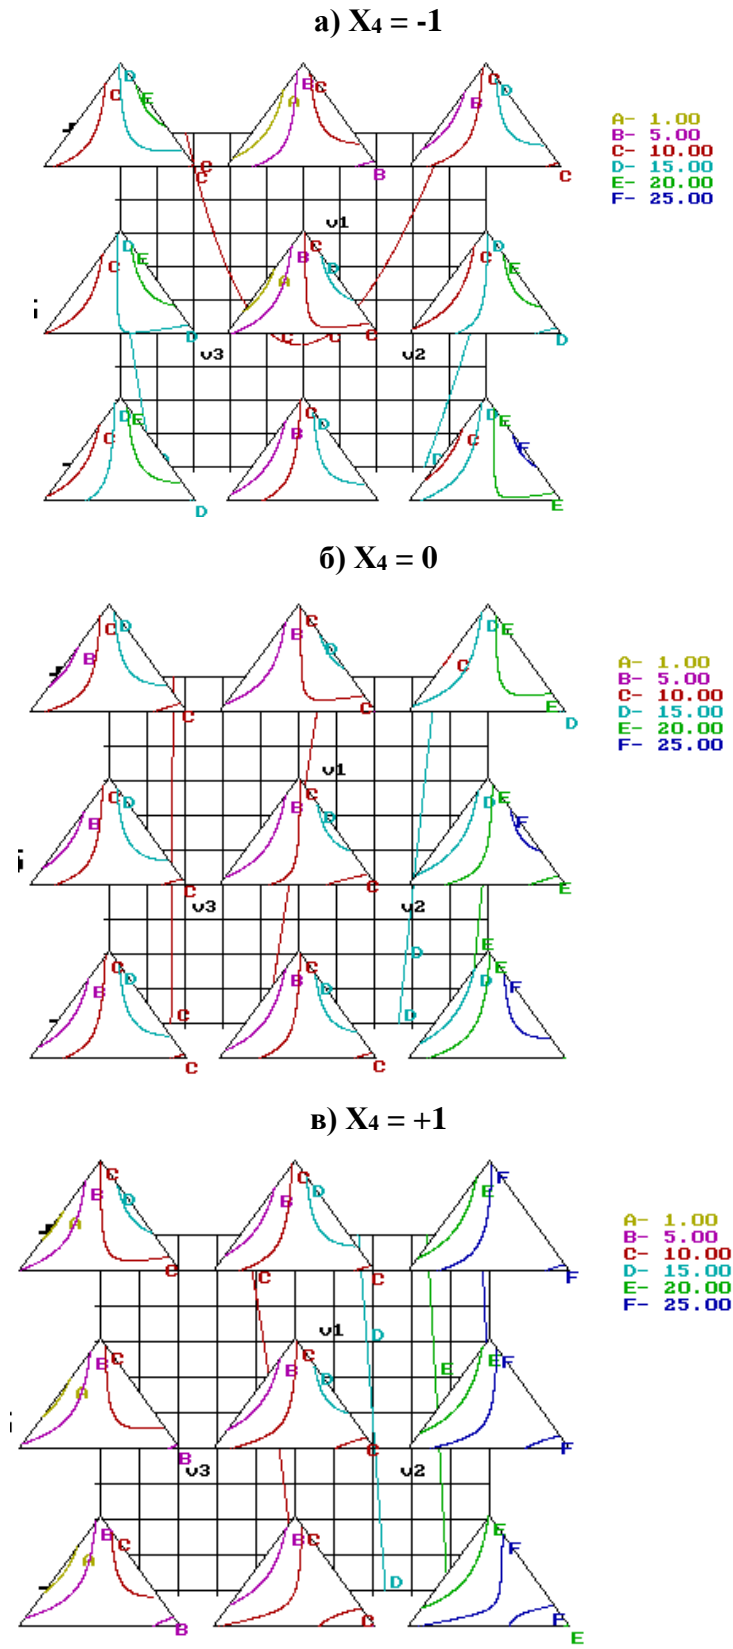 а) X₄ = -1
D
C
E
B
C
A
C
D
B
A- 1.00
B- 5.00
C- 10.00
D- 15.00
E- 20.00
F- 25.00
C
C
B
C
v1
D
E
C
C
B
D
A
D
C
E
D
C
C
C
D
v3
v2
D
E
C
C
D
B
D
E
C
F
D
D
D
E
б) X₄ = 0
C
D
B
C
B
D
D
E
C
A- 1.00
B- 5.00
C- 10.00
D- 15.00
E- 20.00
F- 25.00
C
C
E
D
v1
C
D
B
C
B
D
D
E
F
C
C
E
v3
v2
E
D
C
D
B
C
B
D
E
D
F
C
D
C
C
в) X₄ = +1
C
B
D
A
C
D
B
F
E
A- 1.00
B- 5.00
C- 10.00
D- 15.00
E- 20.00
F- 25.00
C
C
C
F
v1
D
B
C
A
C
B
D
E
F
E
B
C
F
v3
v2
B
C
A
B
C
E
F
D
B
C
F
E